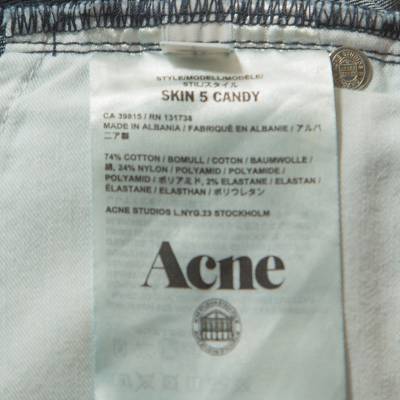 STYLE/MODELL/MODÈLE/
STIL/スタイル
SKIN 5 CANDY
CA 39815 / RN 131738
MADE IN ALBANIA / FABRIQUÉ EN ALBANIE / アルバ
ニア製
74% COTTON / BOMULL / COTON / BAUMWOLLE /
綿, 24% NYLON / POLYAMID / POLYAMIDE /
POLYAMID / ポリアミド, 2% ELASTANE / ELASTAN /
ÉLASTANE / ELASTHAN / ポリウレタン
ACNE STUDIOS L.NYG.23 STOCKHOLM
Acne